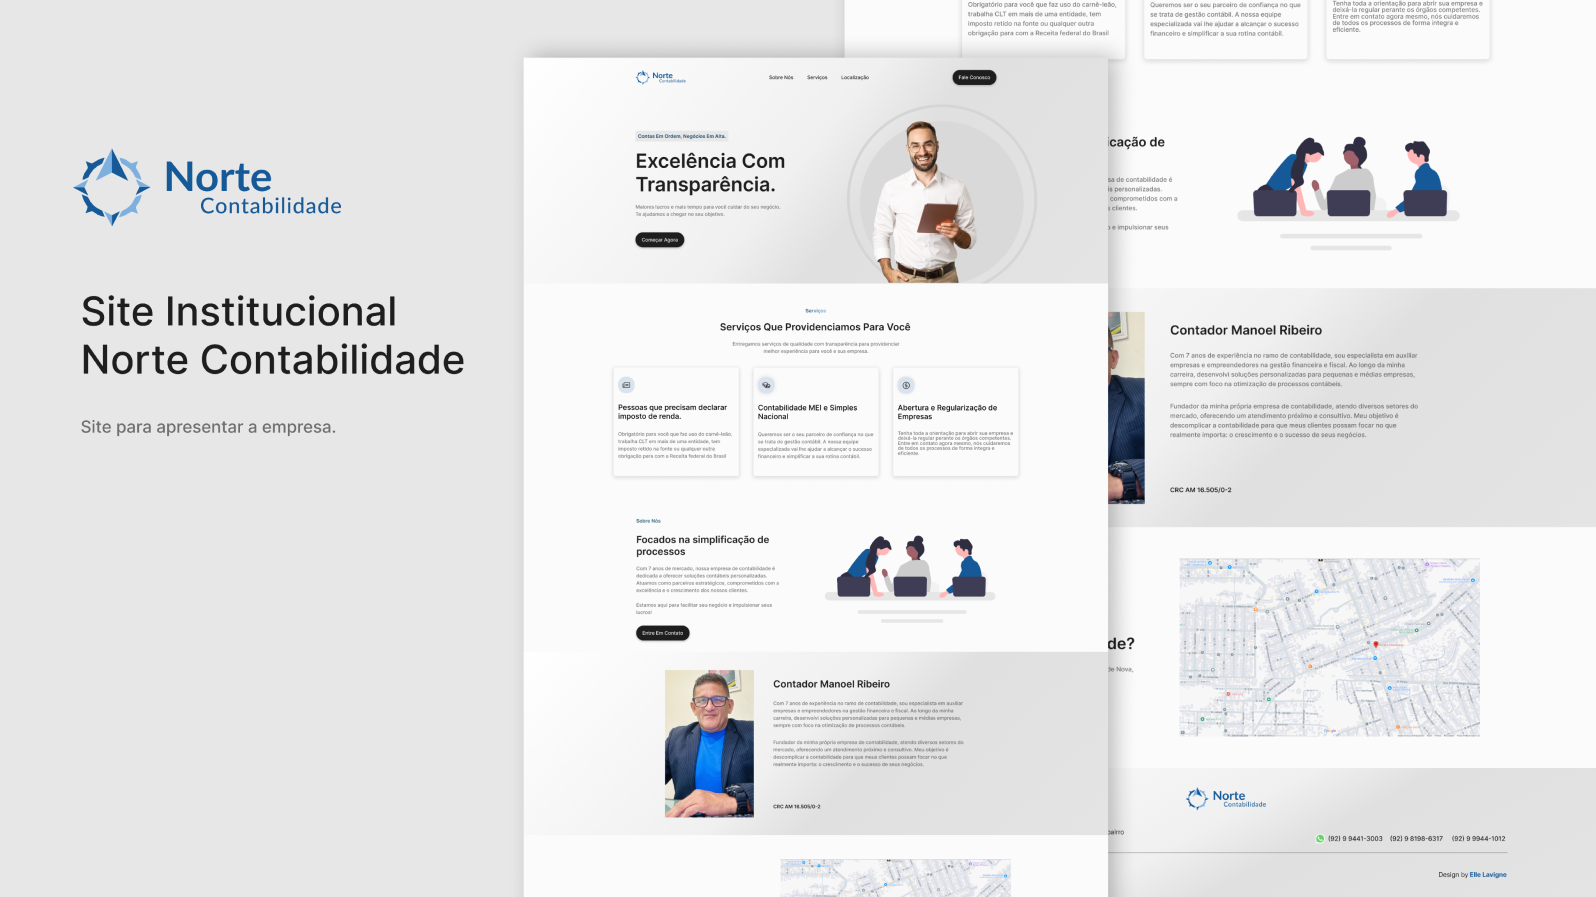 Norte
Contabilidade
Site Institucional
Norte Contabilidade
Site para apresentar a empresa.
Norte
Contabilidade
Sobre Nós
Serviços
Localização
Fale Conosco
Contas Em Ordem, Negócios Em Alta.
Excelência Com
Transparência.
Maiores lucros e mais tempo para você cuidar do seu negócio.
Te ajudamos a chegar no seu objetivo.
Começar Agora
Serviços
Serviços Que Providenciamos Para Você
Entregamos serviços de qualidade com transparência para providenciar
melhor experiência para você e sua empresa.
Pessoas que precisam declarar
imposto de renda.
Obrigatório para você que faz uso do carnê-leão,
trabalha CLT em mais de uma entidade, tem
imposto retido na fonte ou qualquer outra
obrigação para com a Receita federal do Brasil
Contabilidade MEI e Simples
Nacional
Queremos ser o seu parceiro de confiança no que
se trata de gestão contábil. A nossa equipe
especializada vai lhe ajudar a alcançar o sucesso
financeiro e simplificar a sua rotina contábil.
Abertura e Regularização de
Empresas
Tenha toda a orientação para abrir sua empresa e
deixá-la regular perante os órgãos competentes.
Entre em contato agora mesmo, nós cuidaremos
de todos os processos de forma íntegra e
eficiente.
Sobre Nós
Focados na simplificação de
processos
Com 7 anos de mercado, nossa empresa de contabilidade é
dedicada a oferecer soluções contábeis personalizadas.
Atuamos como parceiros estratégicos, comprometidos com a
excelência e o crescimento dos nossos clientes.
Estamos aqui para facilitar seu negócio e impulsionar seus
lucros!
Entre Em Contato
Contador Manoel Ribeiro
Com 7 anos de experiência no ramo de contabilidade, sou especialista em auxiliar
empresas e empreendedores na gestão financeira e fiscal. Ao longo da minha
carreira, desenvolvi soluções personalizadas para pequenas e médias empresas,
sempre com foco na otimização de processos contábeis.
Fundador da minha própria empresa de contabilidade, atendo diversos setores do
mercado, oferecendo um atendimento próximo e consultivo. Meu objetivo é
descomplicar a contabilidade para que meus clientes possam focar no que
realmente importa: o crescimento e o sucesso de seus negócios.
CRC AM 16.505/0-2
Obrigatório para você que faz uso do carnê-leão,
trabalha CLT em mais de uma entidade, tem
imposto retido na fonte ou qualquer outra
obrigação para com a Receita federal do Brasil
Queremos ser o seu parceiro de confiança no que
se trata de gestão contábil. A nossa equipe
especializada vai lhe ajudar a alcançar o sucesso
financeiro e simplificar a sua rotina contábil.
Tenha toda a orientação para abrir sua empresa e
deixá-la regular perante os órgãos competentes.
Entre em contato agora mesmo, nós cuidaremos
de todos os processos de forma íntegra e
eficiente.
icação de
sa de contabilidade é
is personalizadas.
comprometidos com a
s clientes.
o e impulsionar seus
Contador Manoel Ribeiro
Com 7 anos de experiência no ramo de contabilidade, sou especialista em auxiliar
empresas e empreendedores na gestão financeira e fiscal. Ao longo da minha
carreira, desenvolvi soluções personalizadas para pequenas e médias empresas,
sempre com foco na otimização de processos contábeis.
Fundador da minha própria empresa de contabilidade, atendo diversos setores do
mercado, oferecendo um atendimento próximo e consultivo. Meu objetivo é
descomplicar a contabilidade para que meus clientes possam focar no que
realmente importa: o crescimento e o sucesso de seus negócios.
CRC AM 16.505/0-2
de?
de Nova,
Norte
Contabilidade
bairro
(92) 9 9441-3003
(92) 9 8198-6317
(92) 9 9944-1012
Design by Elle Lavigne